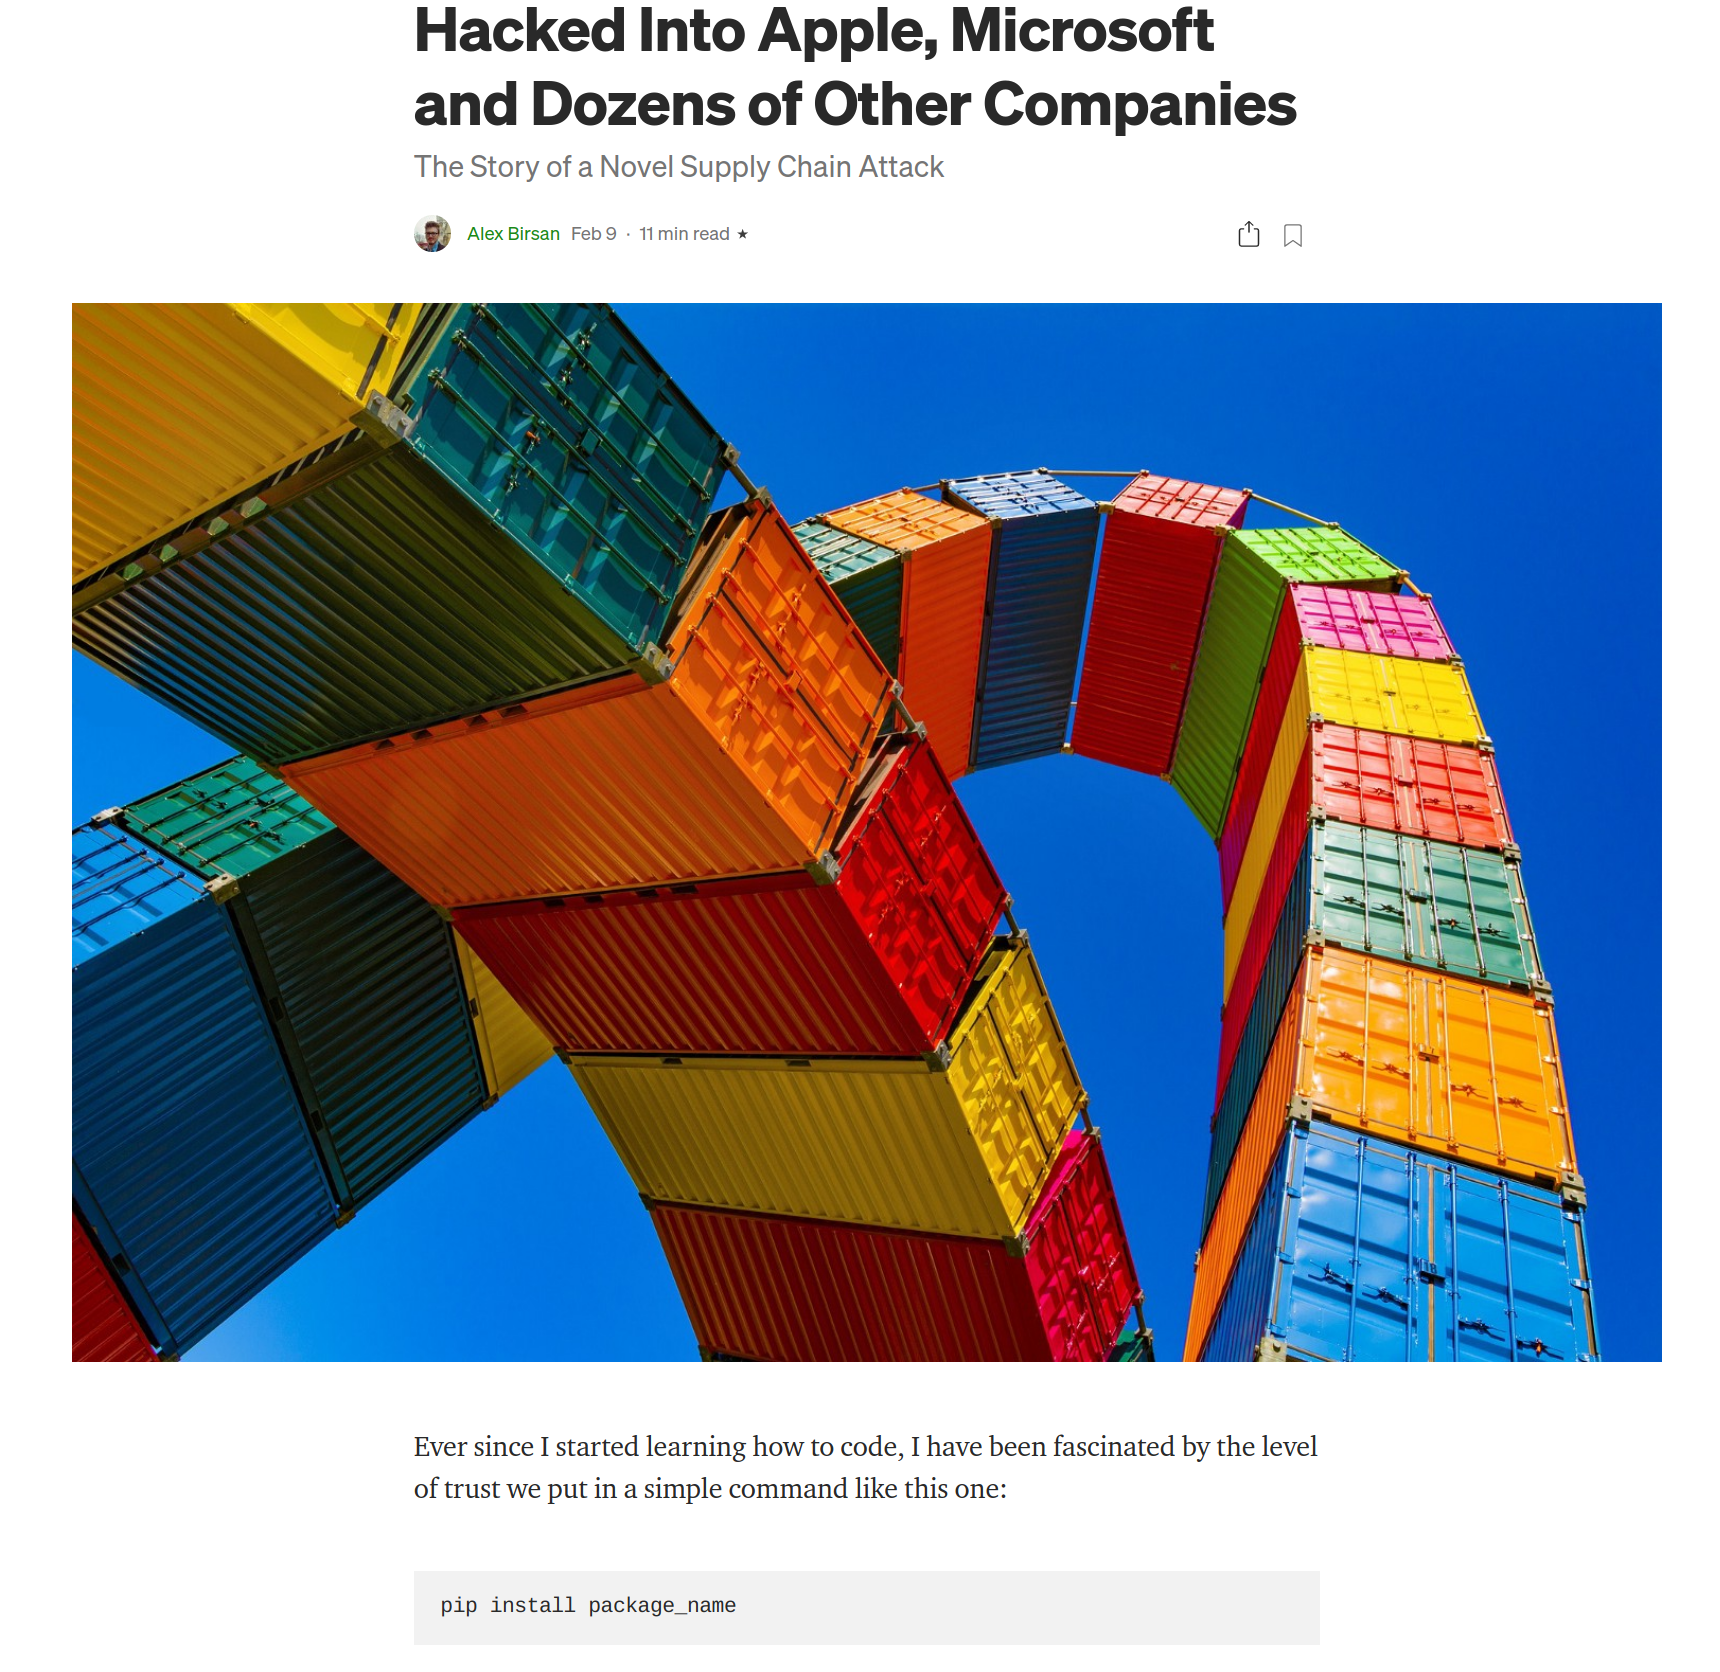 Hacked Into Apple, Microsoft
and Dozens of Other Companies
The Story of a Novel Supply Chain Attack
Alex Birsan Feb 9 · 11 min read ★
Ever since I started learning how to code, I have been fascinated by the level
of trust we put in a simple command like this one:
pip install package_name